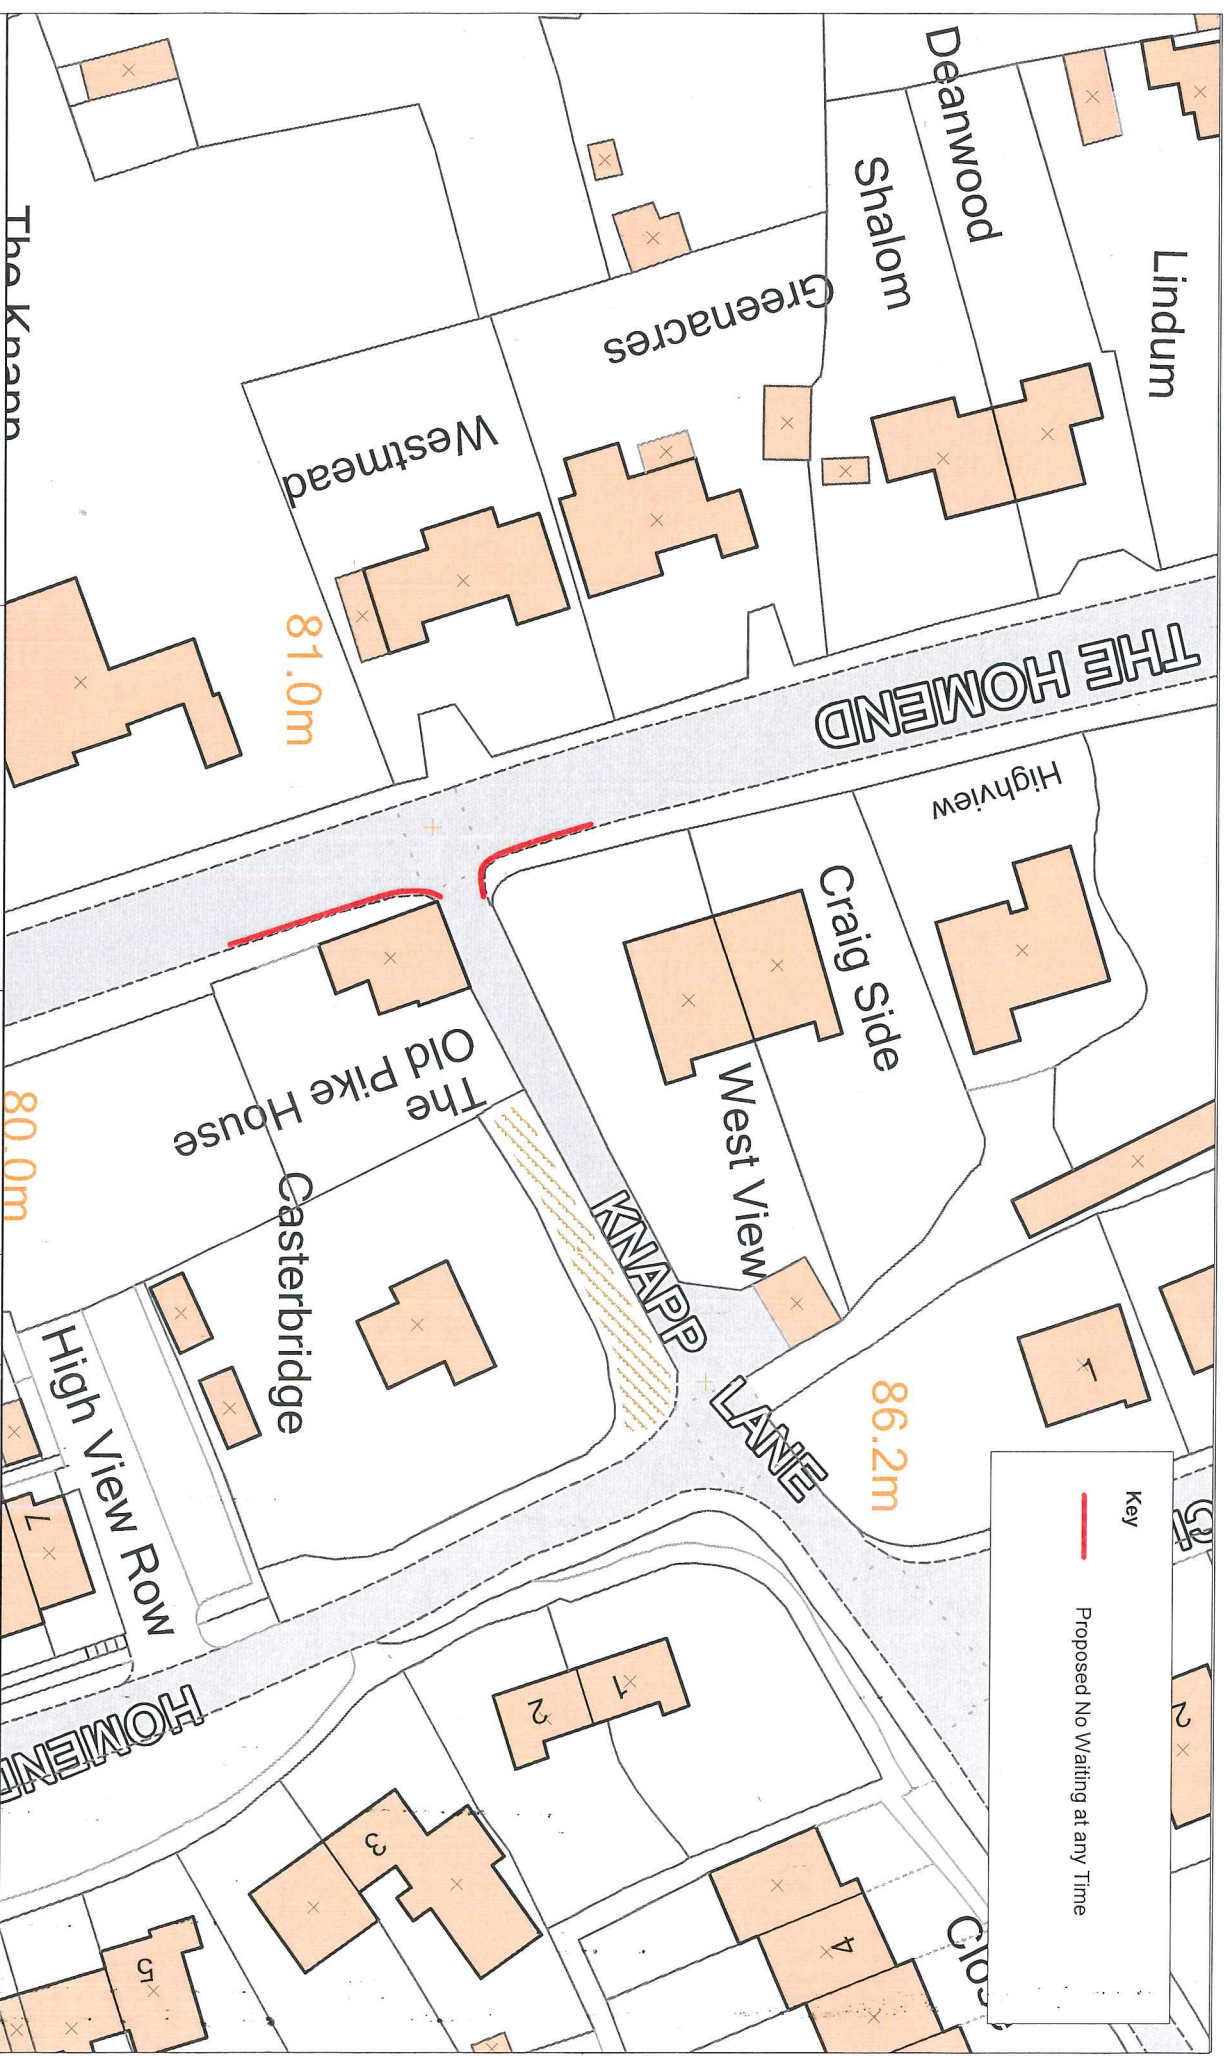 Lindum
Deanwood
Shalom
Greenacres
Westmead
The Knapp
81.0m
THE HOMEND
Highview
Craig Side
West View
The
Old Pike House
80.0m
Casterbridge
KNAPP
LANE
86.2m
High View Row
HOMEND
1
1
2
2
3
4
5
7
Key
Proposed No Waiting at any Time